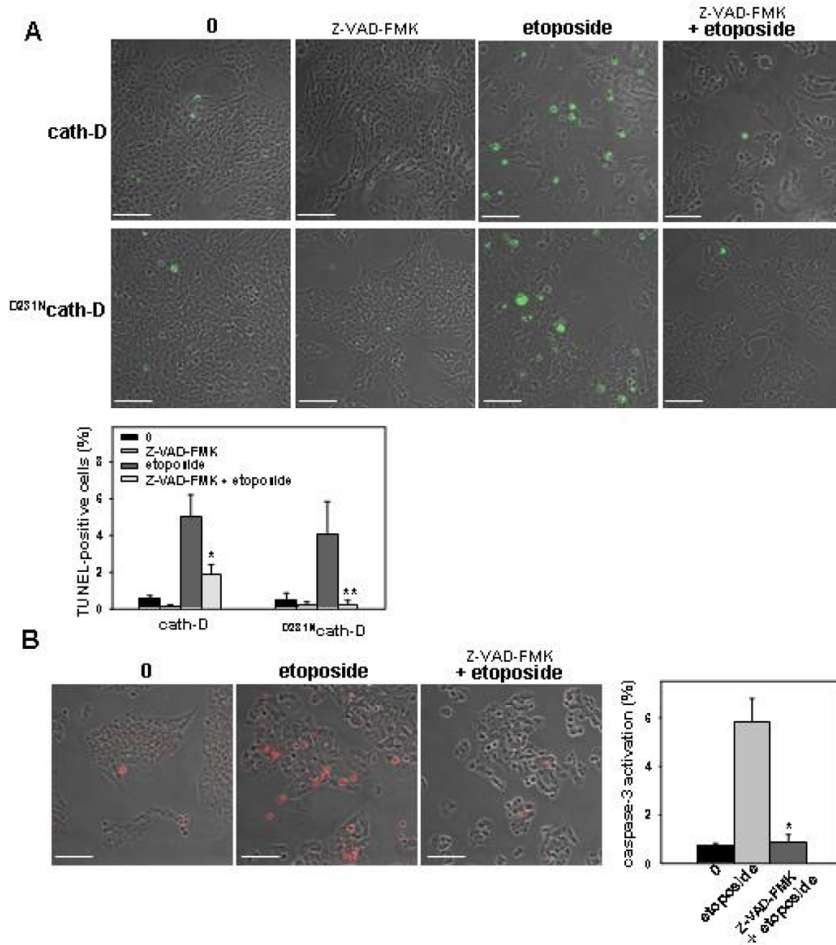 A
0
Z-VAD-FMK
etoposide
Z-VAD-FMK
+ etoposide
cath-D
D231Ncath-D
TUNEL-positive cells (%)
8
6
4
2
0
0
Z-VAD-FMK
etoposide
Z-VAD-FMK + etoposide
*
**
cath-D
D231Ncath-D
B
0
etoposide
Z-VAD-FMK
+ etoposide
caspase-3 activation (%)
6
4
2
0
*
0
etoposide
Z-VAD-FMK
+ etoposide